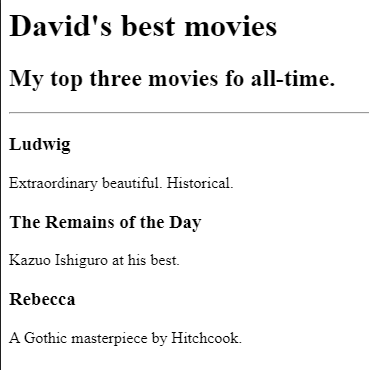 David's best movies
My top three movies fo all-time.
Ludwig
Extraordinary beautiful. Historical.
The Remains of the Day
Kazuo Ishiguro at his best.
Rebecca
A Gothic masterpiece by Hitchcook.